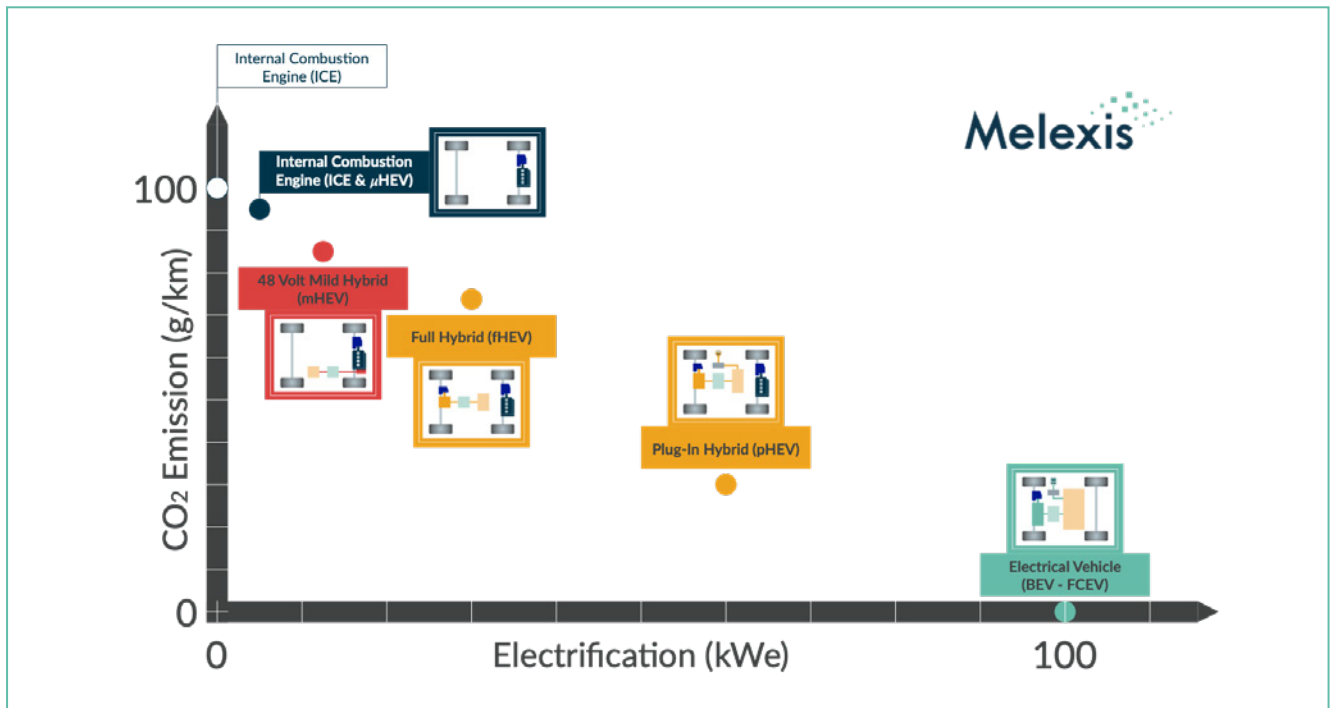 Internal Combustion
Engine (ICE)
Melexis
Internal Combustion
Engine (ICE & μHEV)
100
48 Volt Mild Hybrid
(mHEV)
Full Hybrid (fHEV)
Plug-In Hybrid (pHEV)
CO₂ Emission (g/km)
Electrical Vehicle
(BEV - FCEV)
0
0
Electrification (kWe)
100